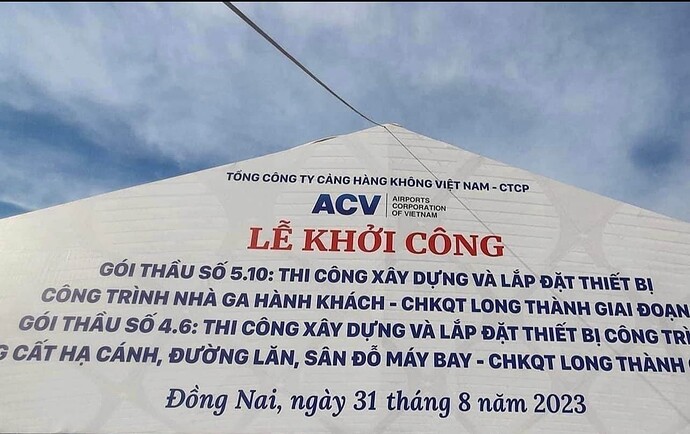 TỔNG CÔNG TY CẢNG HÀNG KHÔNG VIỆT NAM - CTCP
ACV AIRPORTS CORPORATION OF VIETNAM
LỄ KHỞI CÔNG
GÓI THẦU SỐ 5.10: THI CÔNG XÂY DỰNG VÀ LẮP ĐẶT THIẾT BỊ
CÔNG TRÌNH NHÀ GA HÀNH KHÁCH - CHKQT LONG THÀNH GIAI ĐOẠN
GÓI THẦU SỐ 4.6: THI CÔNG XÂY DỰNG VÀ LẮP ĐẶT THIẾT BỊ CÔNG
CẤT HẠ CÁNH, ĐƯỜNG LĂN, SÂN ĐỖ MÁY BAY - CHKQT LONG THÀNH
Đồng Nai, ngày 31 tháng 8 năm 2023